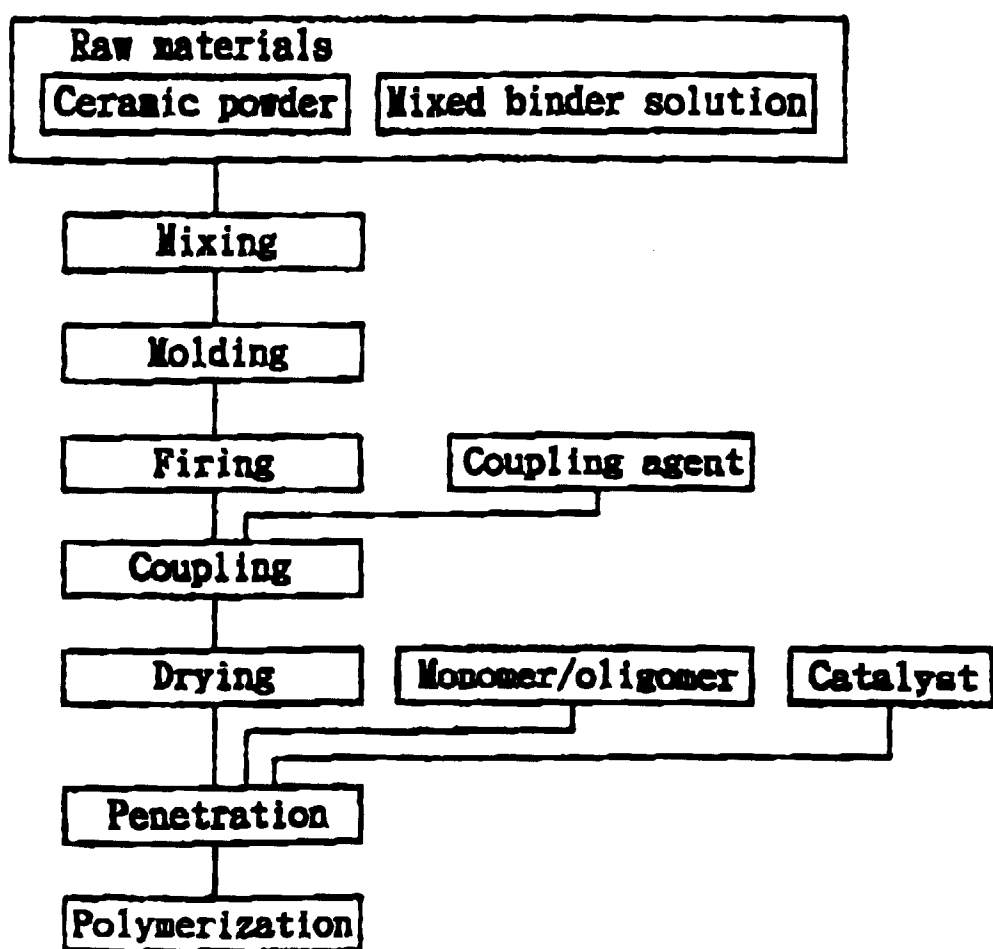 Raw materials
Ceramic powder
Mixed binder solution
Mixing
Molding
Firing
Coupling agent
Coupling
Drying
Monomer/oligomer
Catalyst
Penetration
Polymerization